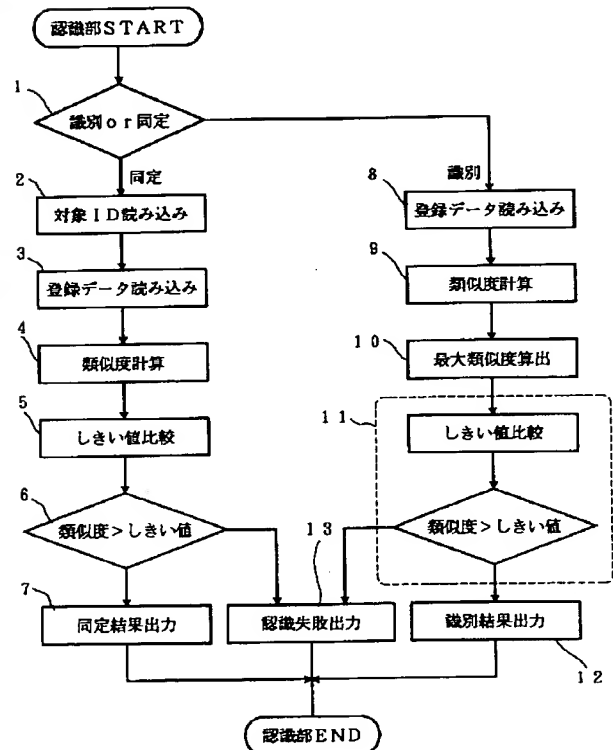 認識部ＳＴＡＲＴ
1
識別ｏｒ同定
同定
識別
2
対象ＩＤ読み込み
3
登録データ読み込み
4
類似度計算
5
しきい値比較
6
類似度＞しきい値
7
同定結果出力
8
登録データ読み込み
9
類似度計算
10
最大類似度算出
11
しきい値比較
類似度＞しきい値
13
認識失敗出力
識別結果出力
12
認識部ＥＮＤ